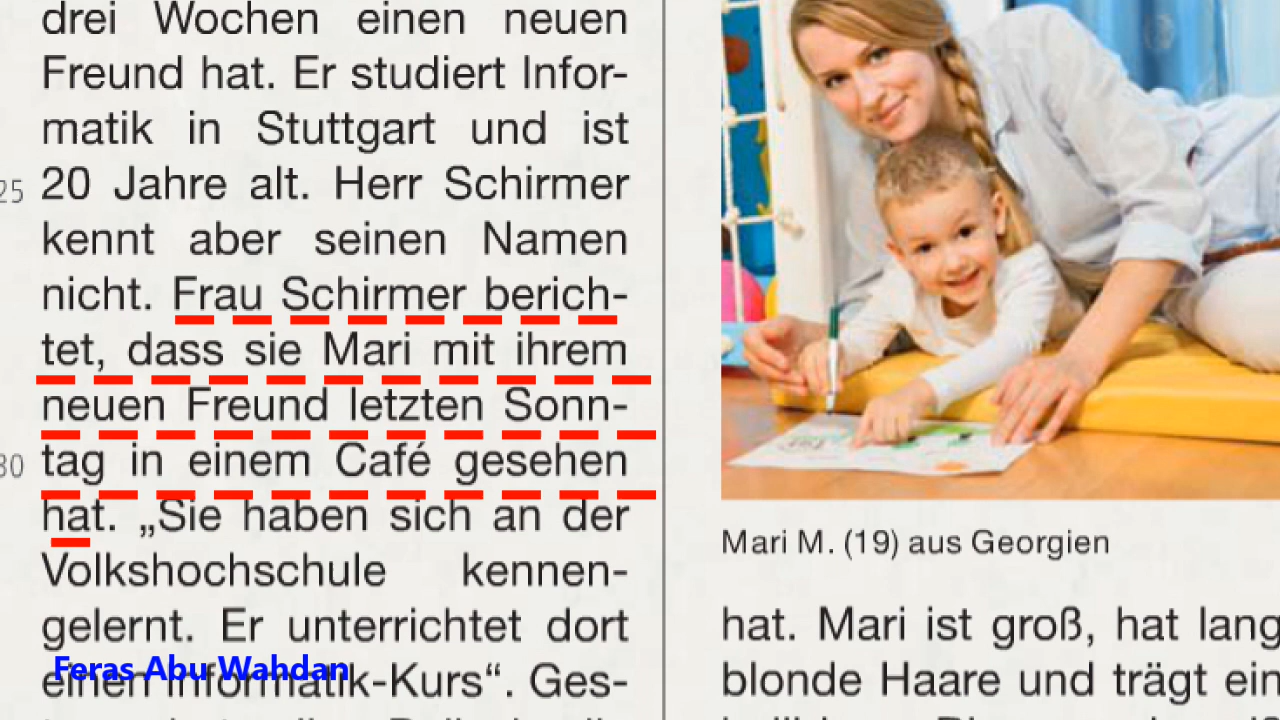 drei Wochen einen neuen
Freund hat. Er studiert Infor-
matik in Stuttgart und ist
25 20 Jahre alt. Herr Schirmer
kennt aber seinen Namen
nicht. Frau Schirmer berich-
tet, dass sie Mari mit ihrem
neuen Freund letzten Sonn-
30 tag in einem Café gesehen
hat. „Sie haben sich an der
Volkshochschule kennen-
gelernt. Er unterrichtet dort
einen Informatik-Kurs“. Ges-
Feras Abu Wahdan
Mari M. (19) aus Georgien
hat. Mari ist groß, hat lang
blonde Haare und trägt ein